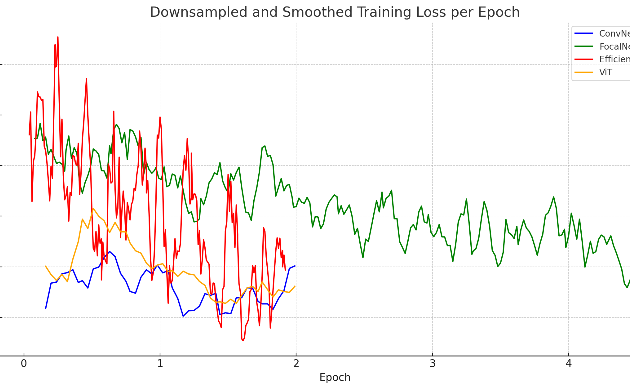 Downsampled and Smoothed Training Loss per Epoch
ConvNe
FocalNe
Efficien
ViT
0 1 2 3 4
Epoch